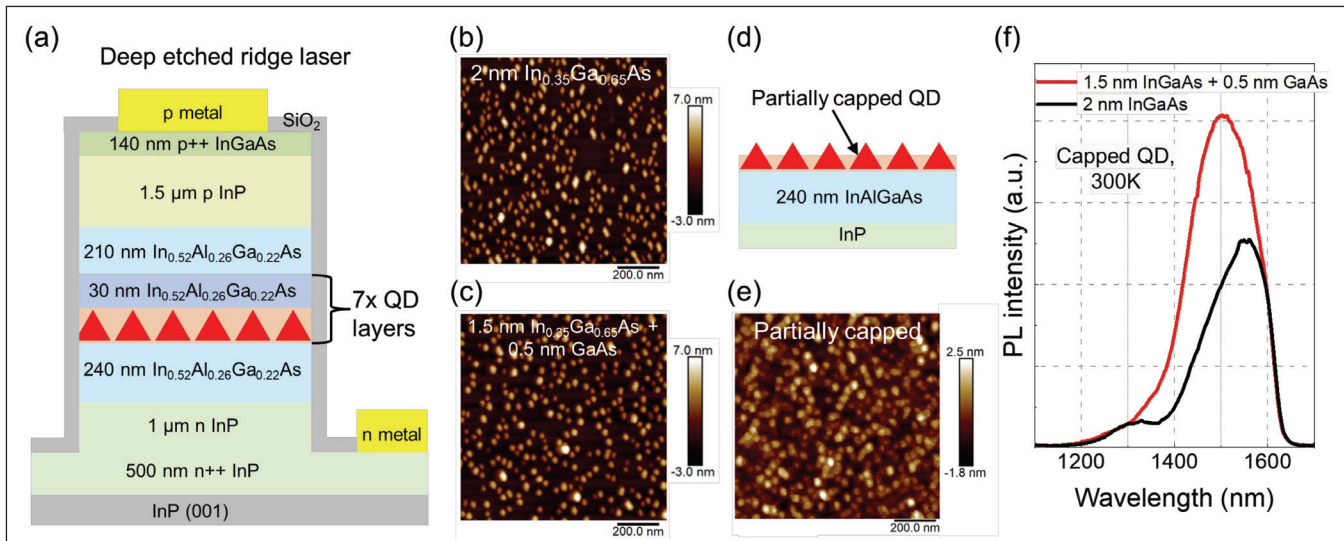 (a)
Deep etched ridge laser
p metal
SiO₂
140 nm p++ InGaAs
1.5 μm p InP
210 nm In₀.₅₂Al₀.₂₆Ga₀.₂₂As
30 nm In₀.₅₂Al₀.₂₆Ga₀.₂₂As
7x QD
layers
240 nm In₀.₅₂Al₀.₂₆Ga₀.₂₂As
1 μm n InP
n metal
500 nm n++ InP
InP (001)
(b)
2 nm In₀.₃₅Ga₀.₆₅As
7.0 nm
-3.0 nm
200.0 nm
(c)
1.5 nm In₀.₃₅Ga₀.₆₅As +
0.5 nm GaAs
7.0 nm
-3.0 nm
200.0 nm
(d)
Partially capped QD
240 nm InAlGaAs
InP
(e)
Partially capped
2.5 nm
-1.8 nm
200.0 nm
(f)
1.5 nm InGaAs + 0.5 nm GaAs
2 nm InGaAs
Capped QD,
300K
PL intensity (a.u.)
1200 1400 1600
Wavelength (nm)